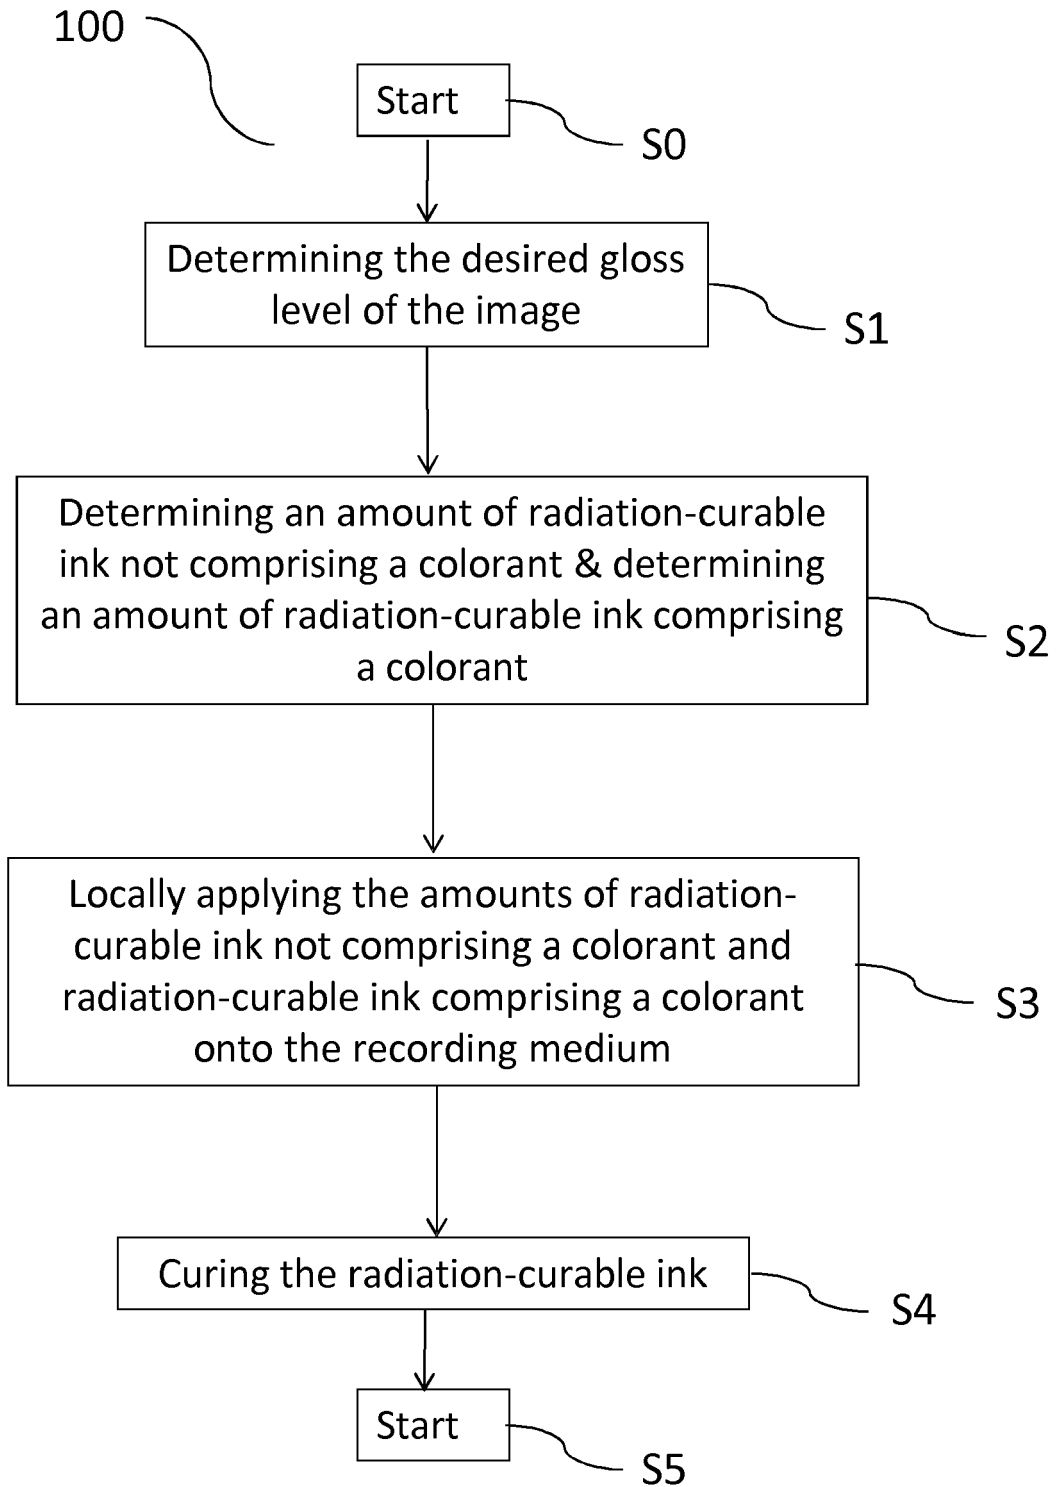 100
Start
S0
Determining the desired gloss
level of the image
S1
Determining an amount of radiation-curable
ink not comprising a colorant & determining
an amount of radiation-curable ink comprising
a colorant
S2
Locally applying the amounts of radiation-
curable ink not comprising a colorant and
radiation-curable ink comprising a colorant
onto the recording medium
S3
Curing the radiation-curable ink
S4
Start
S5